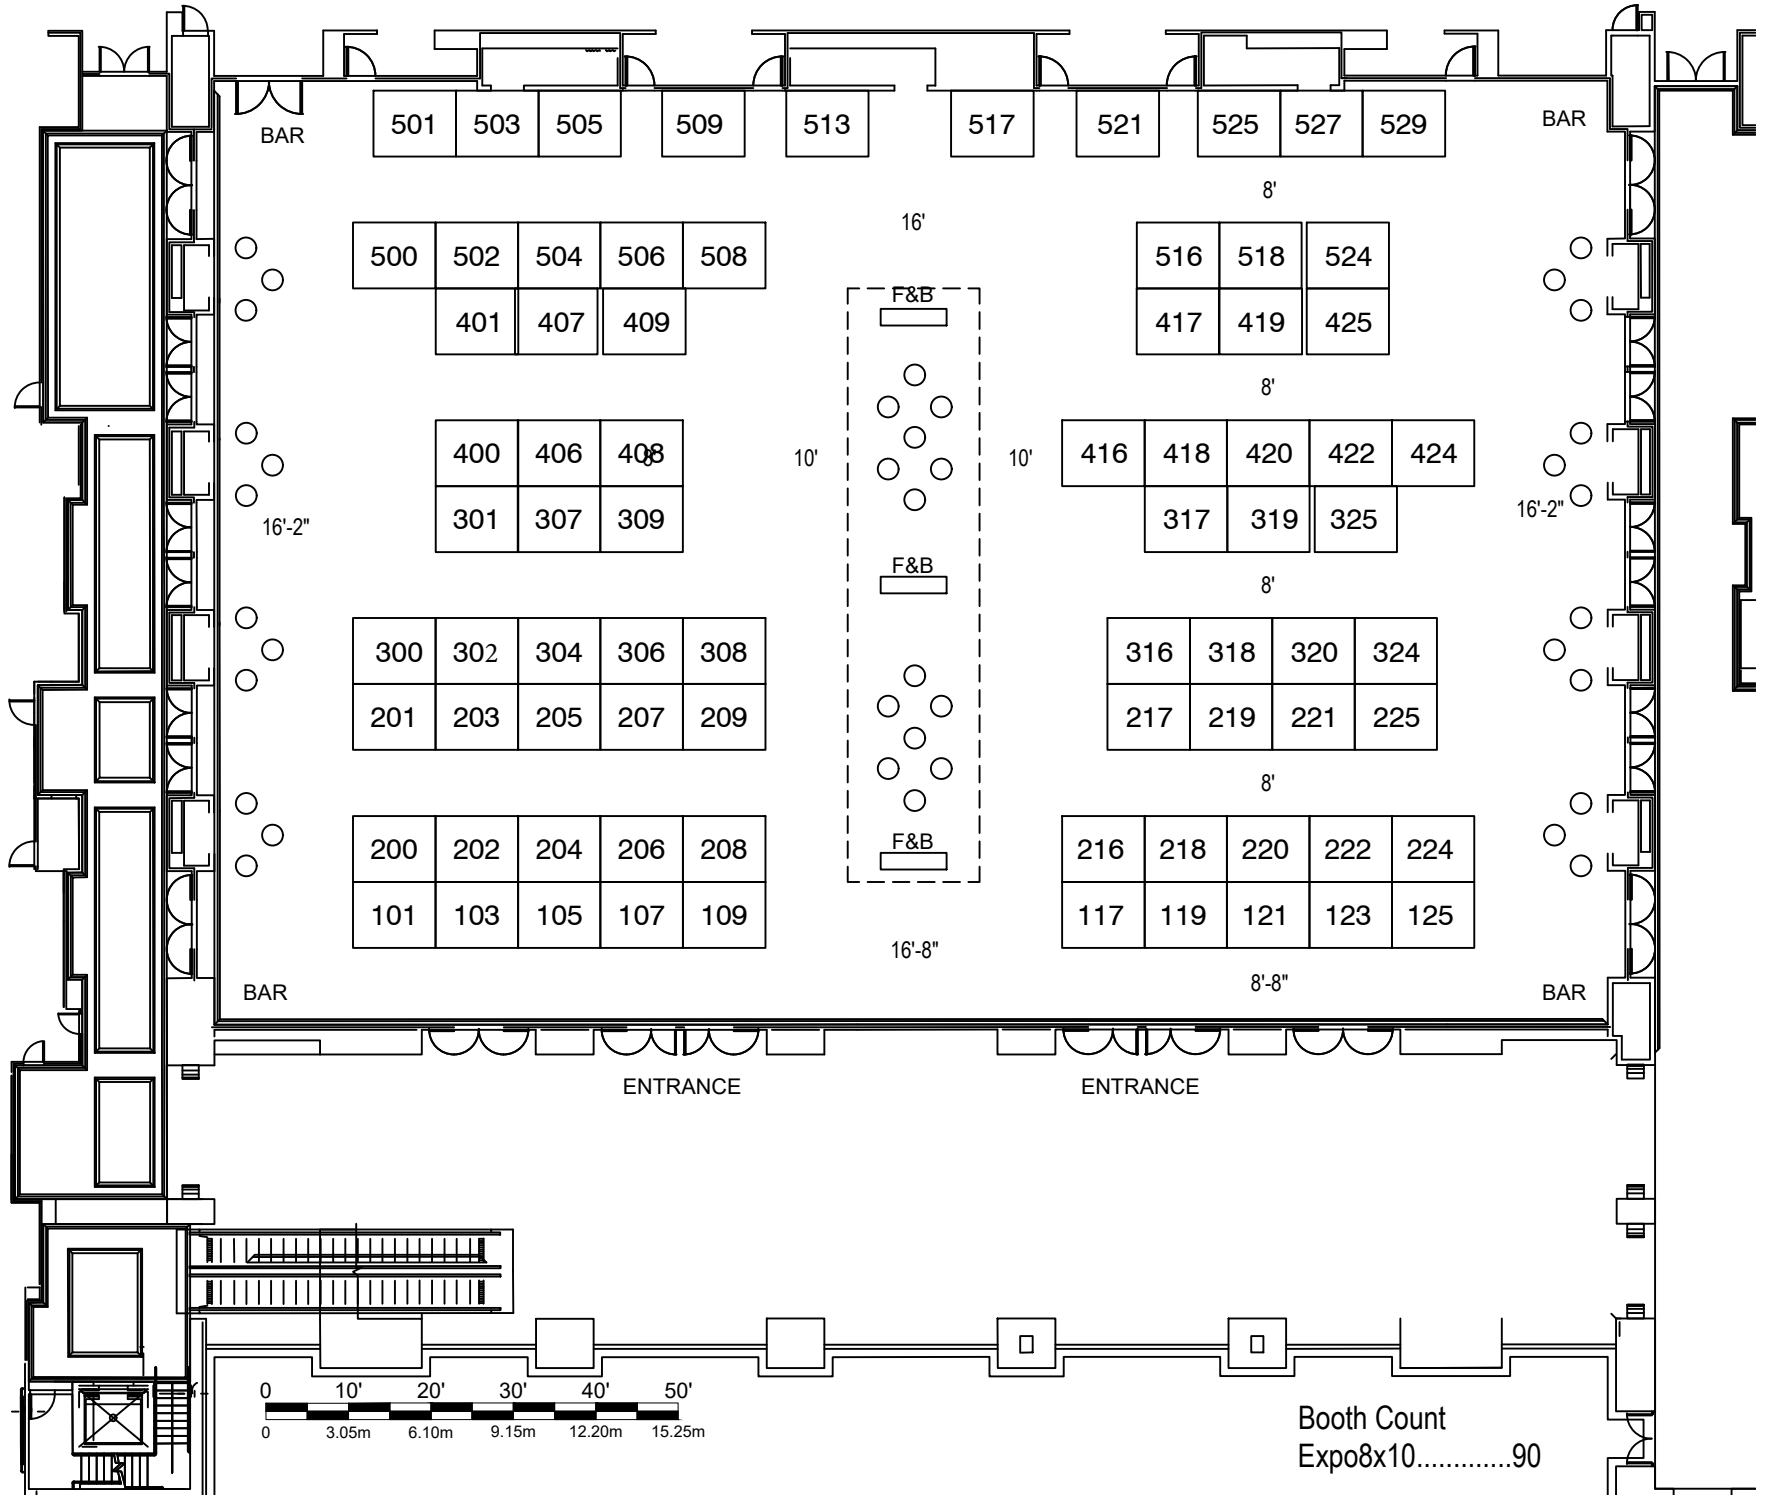 501 503 505 509 513 517 521 525 527 529
BAR BAR
8'
16'
500 502 504 506 508 516 518 524
F&B
401 407 409 417 419 425
8'
400 406 408 8' 10' 10' 416 418 420 422 424
16'-2" 301 307 309 317 319 325 16'-2"
F&B
8'
300 302 304 306 308 316 318 320 324
201 203 205 207 209 217 219 221 225
8'
F&B
200 202 204 206 208 216 218 220 222 224
101 103 105 107 109 117 119 121 123 125
16'-8"
8'-8"
BAR BAR
ENTRANCE ENTRANCE
0 10' 20' 30' 40' 50'
0 3.05m 6.10m 9.15m 12.20m 15.25m
Booth Count
Expo8x10.............90